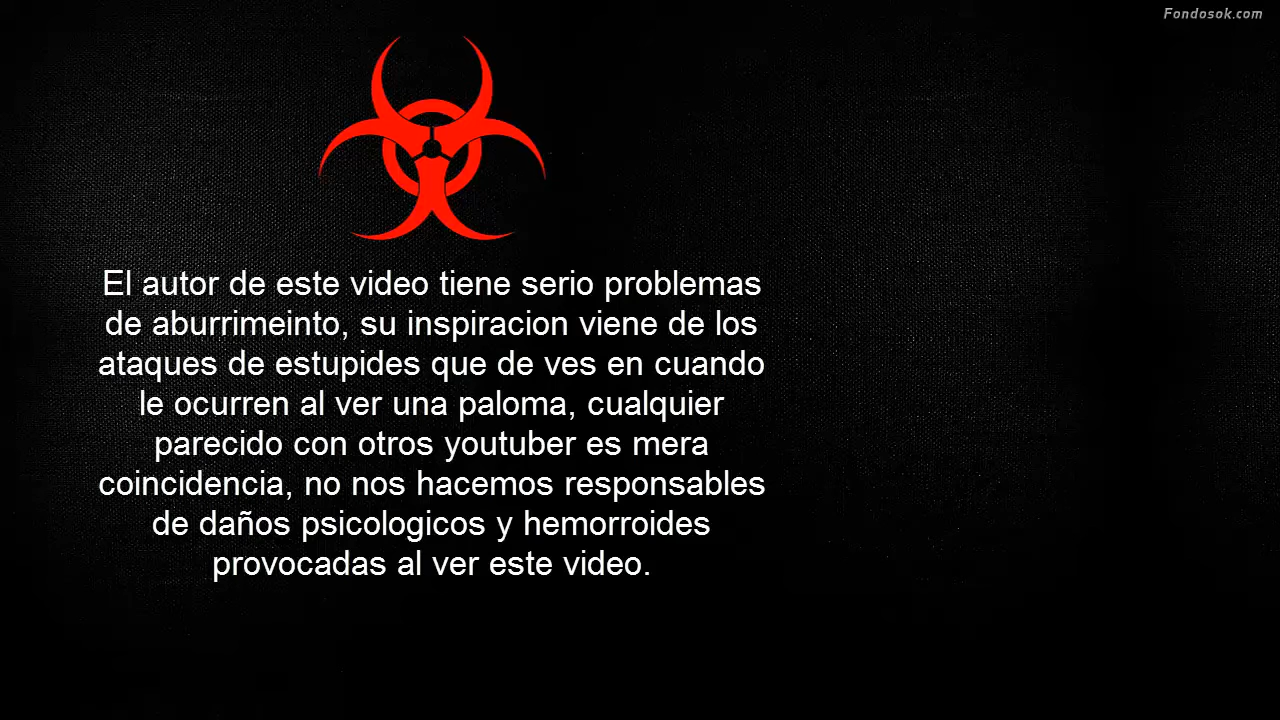 Fondosok.com
El autor de este video tiene serio problemas
de aburrimeinto, su inspiracion viene de los
ataques de estupides que de ves en cuando
le ocurren al ver una paloma, cualquier
parecido con otros youtuber es mera
coincidencia, no nos hacemos responsables
de daños psicologicos y hemorroides
provocadas al ver este video.